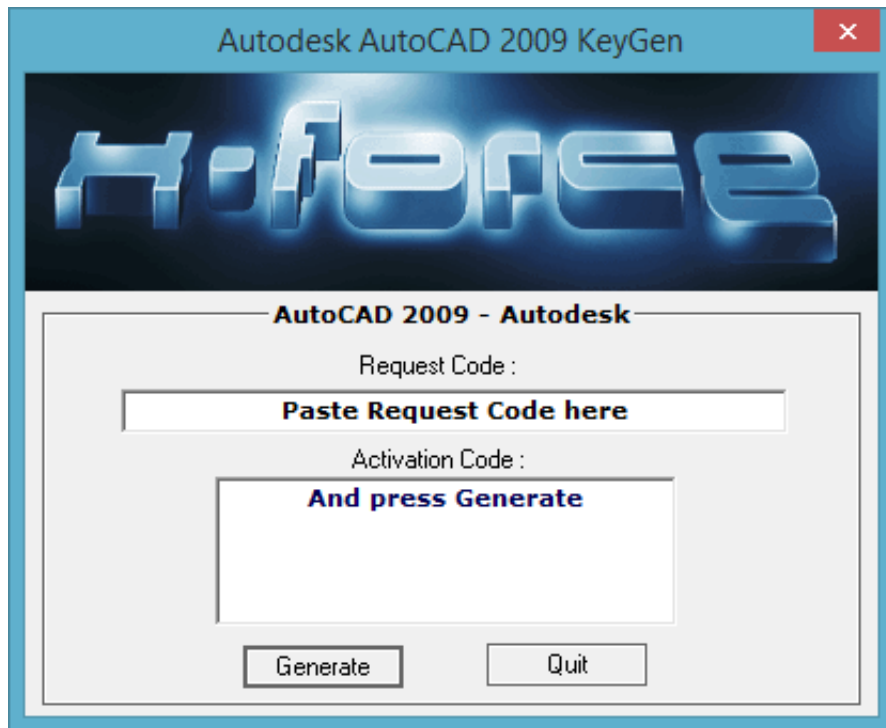 Autodesk AutoCAD 2009 KeyGen
x-force
AutoCAD 2009 - Autodesk
Request Code :
Paste Request Code here
Activation Code :
And press Generate
Generate Quit